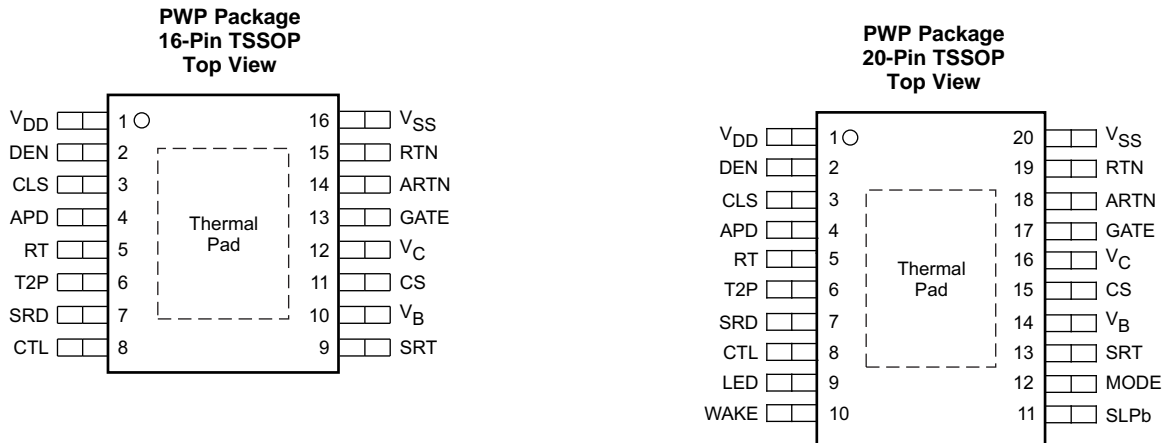 PWP Package
16-Pin TSSOP
Top View
VDD 1 16 VSS
DEN 2 15 RTN
CLS 3 14 ARTN
APD 4 13 GATE
Thermal
Pad
RT 5 12 VC
T2P 6 11 CS
SRD 7 10 VB
CTL 8 9 SRT
PWP Package
20-Pin TSSOP
Top View
VDD 1 20 VSS
DEN 2 19 RTN
CLS 3 18 ARTN
APD 4 17 GATE
RT 5 16 VC
Thermal
Pad
T2P 6 15 CS
SRD 7 14 VB
CTL 8 13 SRT
LED 9 12 MODE
WAKE 10 11 SLPb